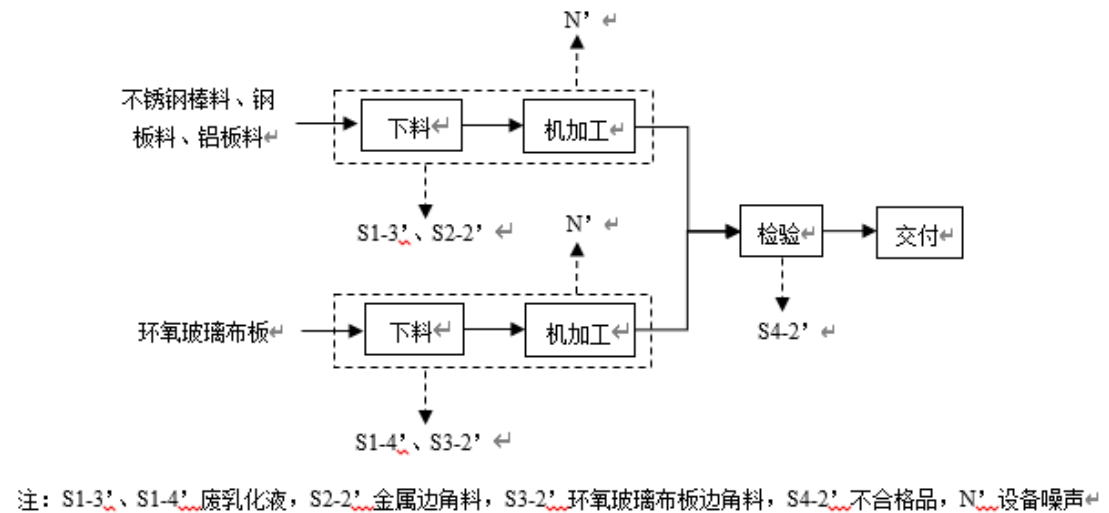 N’
不锈钢棒料、钢
板料、铝板料
下料
机加工
S1-3’、S2-2’
N’
检验
交付
环氧玻璃布板
下料
机加工
S4-2’
S1-4’、S3-2’
注：S1-3’、S1-4’废乳化液，S2-2’金属边角料，S3-2’环氧玻璃布板边角料，S4-2’不合格品，N’设备噪声